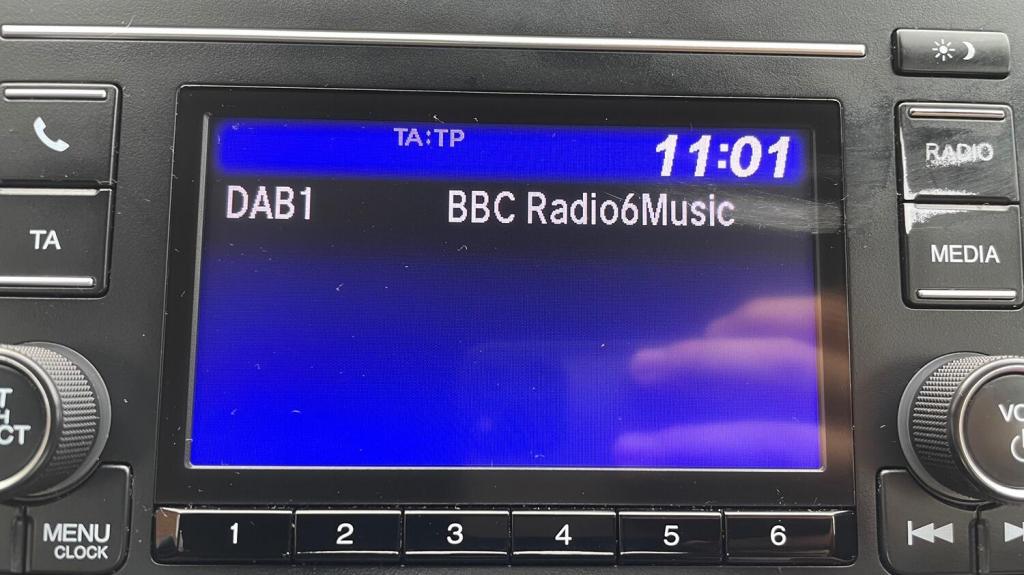 TA:TP
11:01
DAB1
BBC Radio6Music
RADIO
TA
MEDIA
MENU
CLOCK
1
2
3
4
5
6